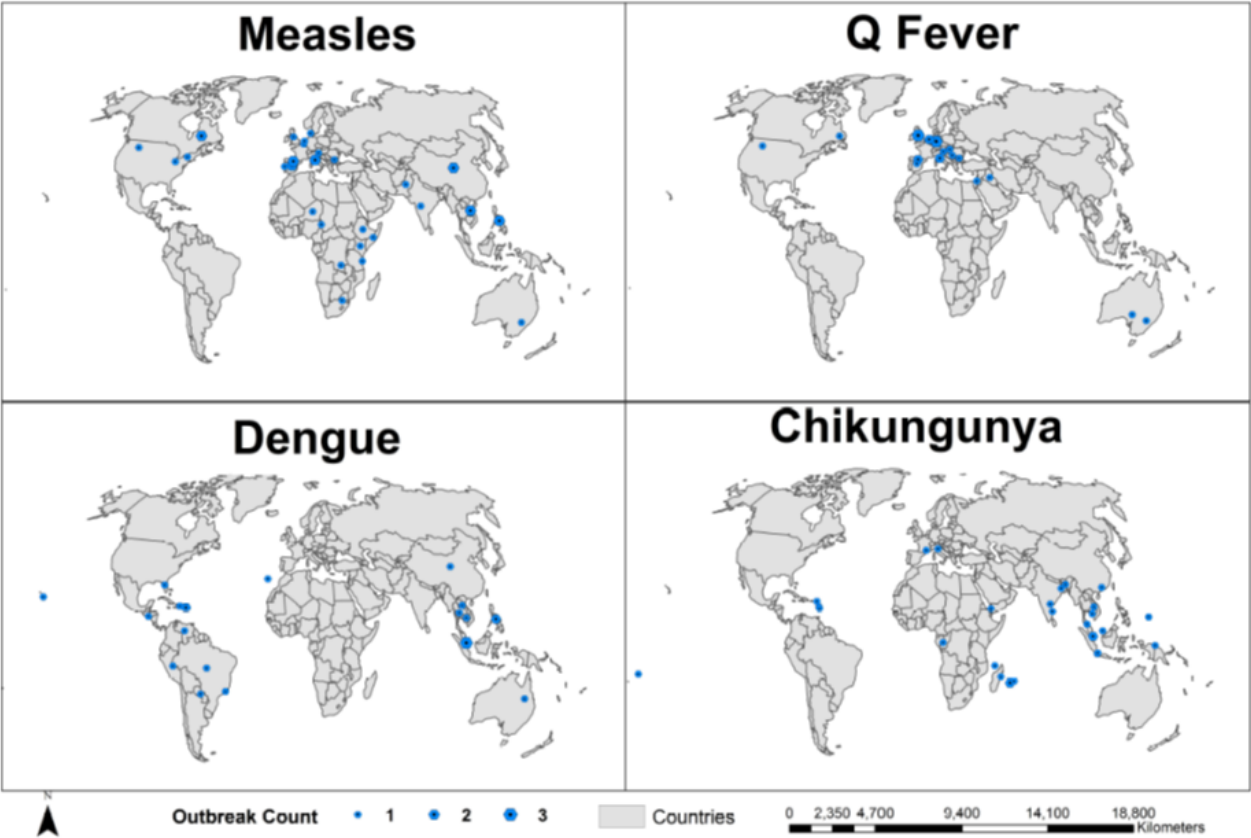 Measles
Q Fever
Dengue
Chikungunya
N
Outbreak Count 1 2 3 Countries
0 2,350 4,700 9,400 14,100 18,800
Kilometers